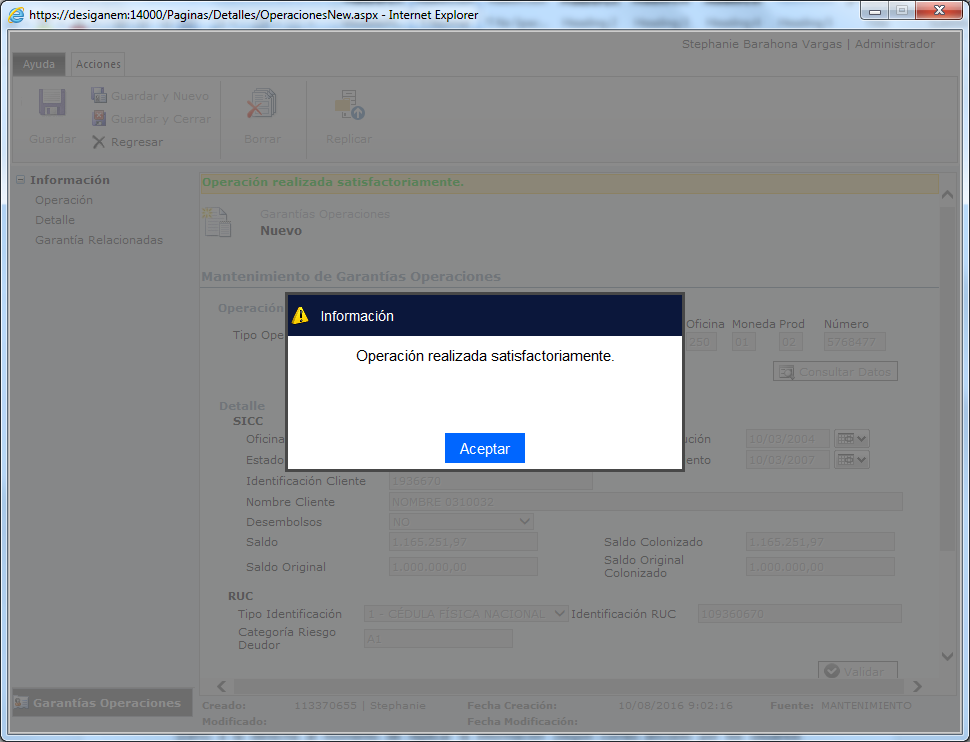 https://desiganem:14000/Paginas/Detalles/OperacionesNew.aspx - Internet Explorer
Stephanie Barahona Vargas | Administrador
Ayuda Acciones
Guardar y Nuevo
Guardar y Cerrar
Guardar Regresar Borrar Replicar
Información
Operación
Detalle
Garantía Relacionadas
Operación realizada satisfactoriamente.
Garantías Operaciones
Nuevo
Mantenimiento de Garantías Operaciones
Operación
Tipo Ope
Oficina Moneda Prod Número
250 01 02 5768477
Consultar Datos
Información
Operación realizada satisfactoriamente.
Aceptar
Detalle
SICC
Oficina ución 10/03/2004
Estado ento 10/03/2007
Identificación Cliente 1936670
Nombre Cliente NOMBRE 0310032
Desembolsos NO
Saldo 1.165.251,97 Saldo Colonizado 1.165.251,97
Saldo Original 1.000.000,00 Saldo Original Colonizado 1.000.000,00
RUC
Tipo Identificación 1 - CÉDULA FÍSICA NACIONAL Identificación RUC 109360670
Categoría Riesgo Deudor A1
Validar
Garantías Operaciones
Creado: 113370655 | Stephanie Fecha Creación: 10/08/2016 9:02:16 Fuente: MANTENIMIENTO
Modificado: Fecha Modificación: